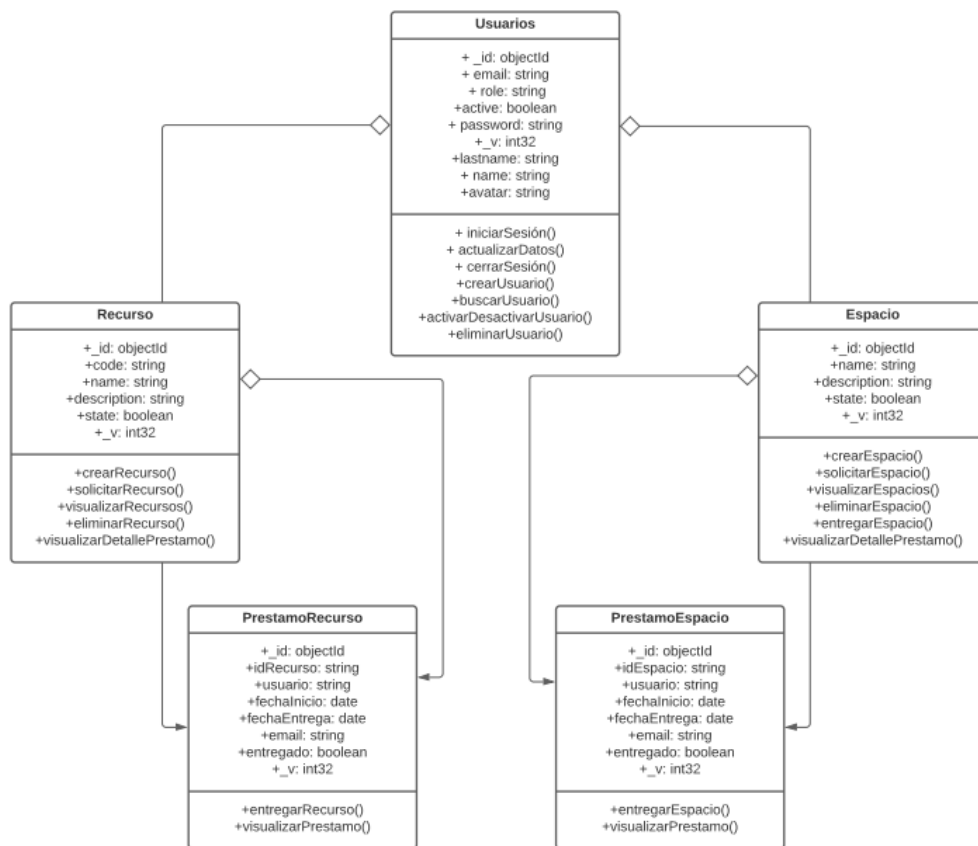 Usuarios
+ _id: objectId
+ email: string
+ role: string
+active: boolean
+ password: string
+_v: int32
+lastname: string
+ name: string
+avatar: string
+ iniciarSesión()
+ actualizarDatos()
+ cerrarSesión()
+crearUsuario()
+buscarUsuario()
+activarDesactivarUsuario()
+eliminarUsuario()
Recurso
+_id: objectId
+code: string
+name: string
+description: string
+state: boolean
+_v: int32
+crearRecurso()
+solicitarRecurso()
+visualizarRecursos()
+eliminarRecurso()
+visualizarDetallePrestamo()
Espacio
+_id: objectId
+name: string
+description: string
+state: boolean
+_v: int32
+crearEspacio()
+solicitarEspacio()
+visualizarEspacios()
+eliminarEspacio()
+entregarEspacio()
+visualizarDetallePrestamo()
PrestamoRecurso
+_id: objectId
+idRecurso: string
+usuario: string
+fechaInicio: date
+fechaEntrega: date
+email: string
+entregado: boolean
+_v: int32
+entregarRecurso()
+visualizarPrestamo()
PrestamoEspacio
+_id: objectId
+idEspacio: string
+usuario: string
+fechaInicio: date
+fechaEntrega: date
+email: string
+entregado: boolean
+_v: int32
+entregarEspacio()
+visualizarPrestamo()